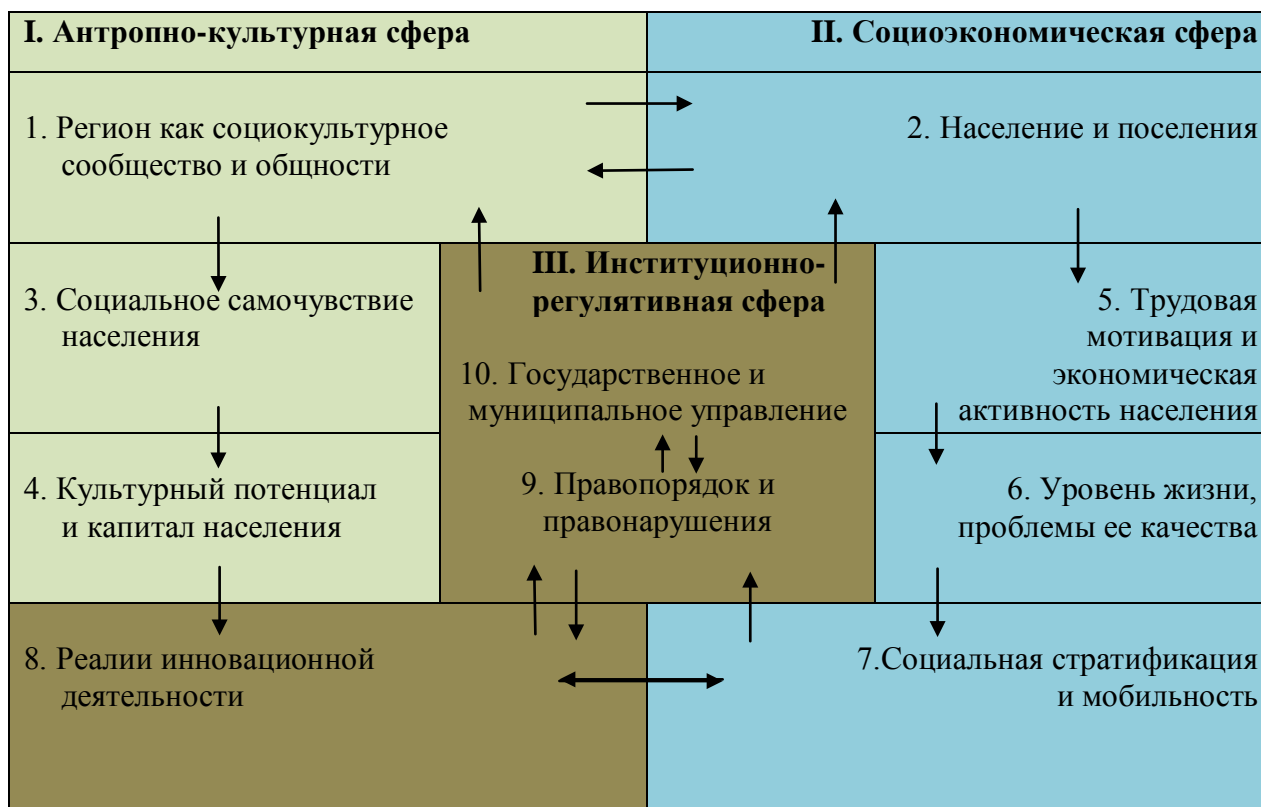 I. Антропно-культурная сфера
II. Социоэкономическая сфера
1. Регион как социокультурное
сообщество и общности
2. Население и поселения
3. Социальное самочувствие
населения
III. Институционно-
регулятивная сфера
10. Государственное и
муниципальное управление
5. Трудовая
мотивация и
экономическая
активность населения
4. Культурный потенциал
и капитал населения
9. Правопорядок и
правонарушения
6. Уровень жизни,
проблемы ее качества
8. Реалии инновационной
деятельности
7.Социальная стратификация
и мобильность